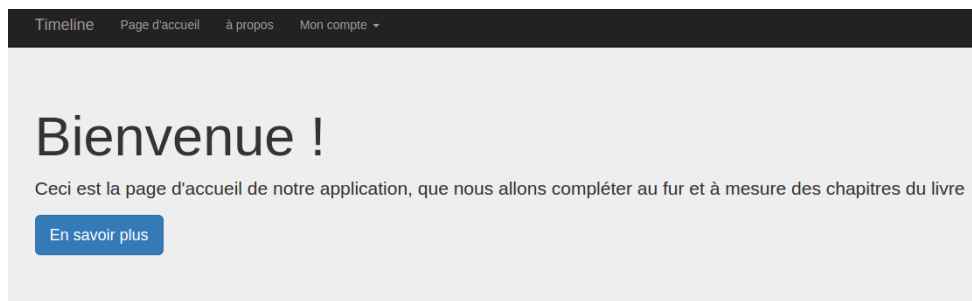 Timeline Page d'accueil à propos Mon compte
Bienvenue !
Ceci est la page d'accueil de notre application, que nous allons compléter au fur et à mesure des chapitres du livre
En savoir plus